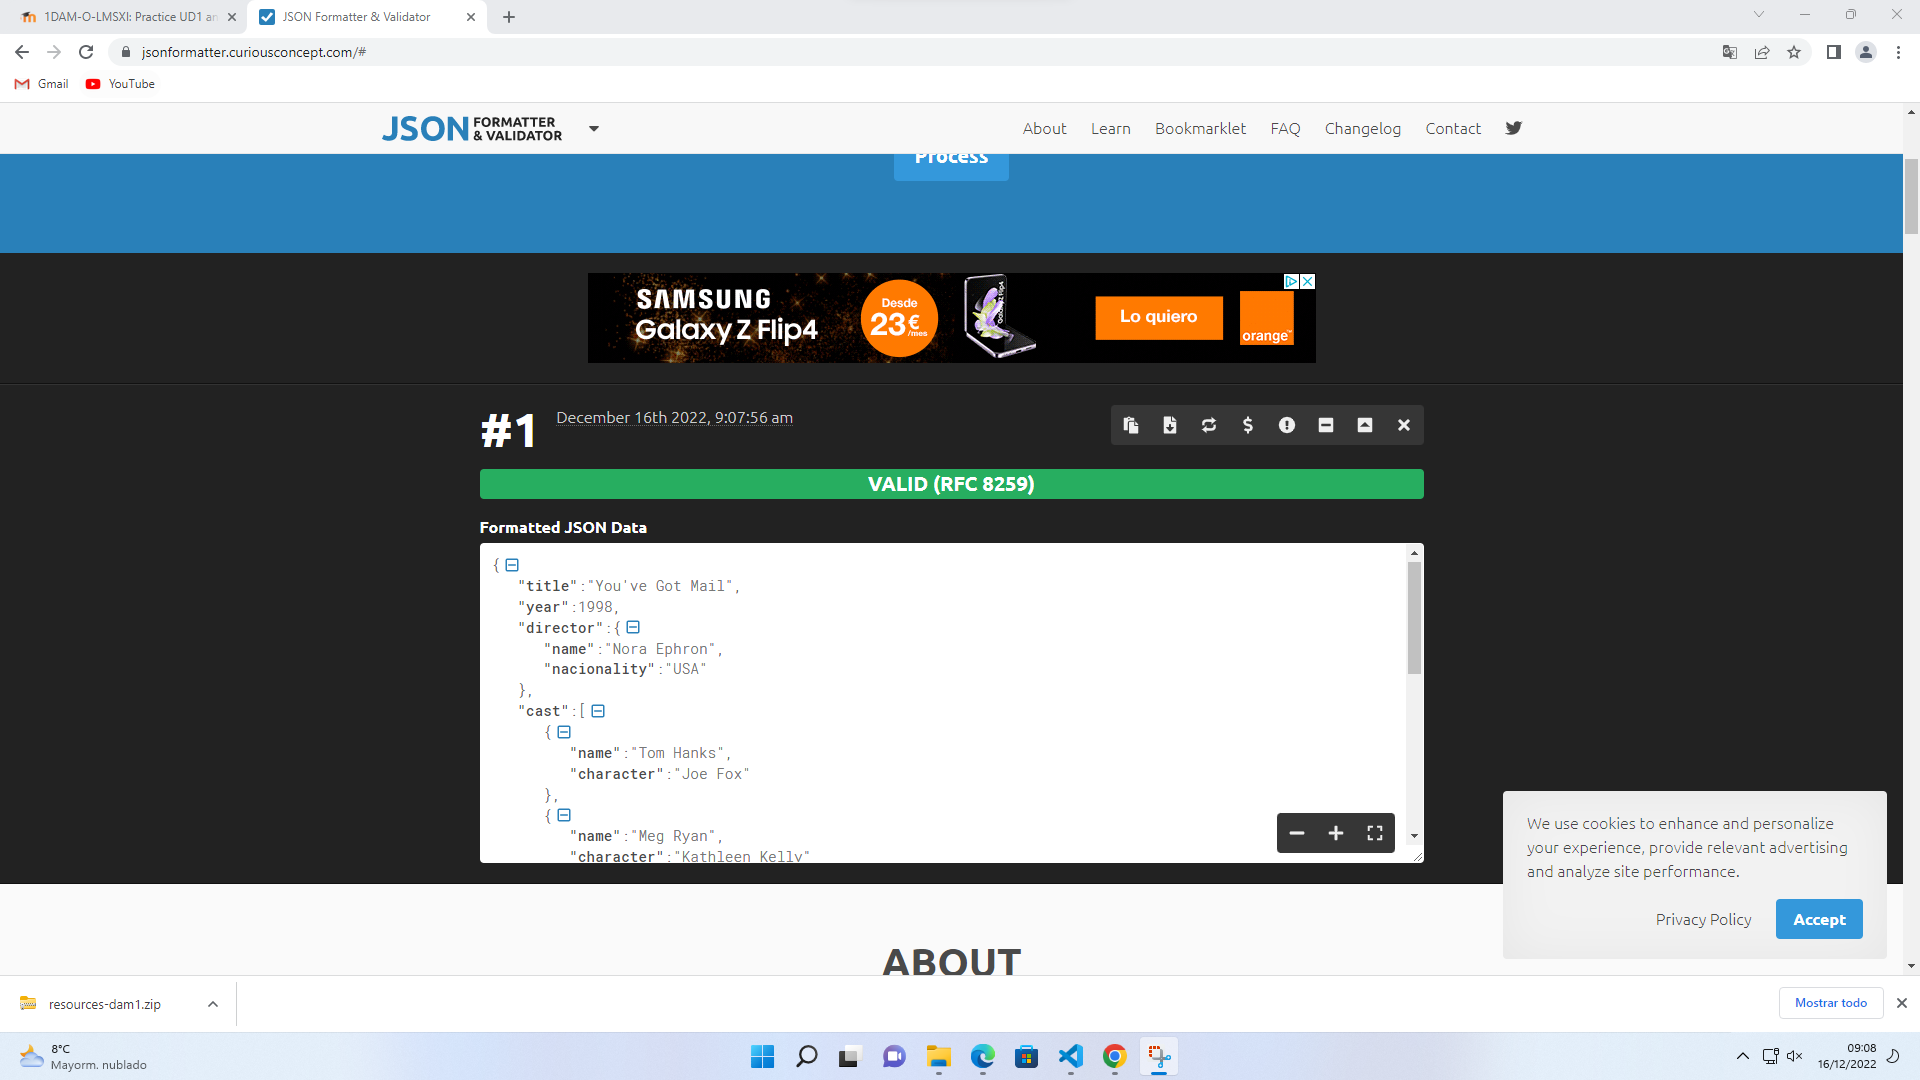 1DAM-O-LMSXI: Practice UD1 an
JSON Formatter & Validator
jsonformatter.curiousconcept.com/#
Gmail
YouTube
JSON FORMATTER
& VALIDATOR
About
Learn
Bookmarklet
FAQ
Changelog
Contact
Process
SAMSUNG
Galaxy Z Flip4
Desde
23€
/mes
Lo quiero
orange
#1
December 16th 2022, 9:07:56 am
VALID (RFC 8259)
Formatted JSON Data
{
"title":"You've Got Mail",
"year":1998,
"director":{
"name":"Nora Ephron",
"nacionality":"USA"
},
"cast":[
{
"name":"Tom Hanks",
"character":"Joe Fox"
},
{
"name":"Meg Ryan",
"character":"Kathleen Kelly"
We use cookies to enhance and personalize
your experience, provide relevant advertising
and analyze site performance.
Privacy Policy
Accept
ABOUT
resources-dam1.zip
Mostrar todo
8°C
Mayorm. nublado
09:08
16/12/2022